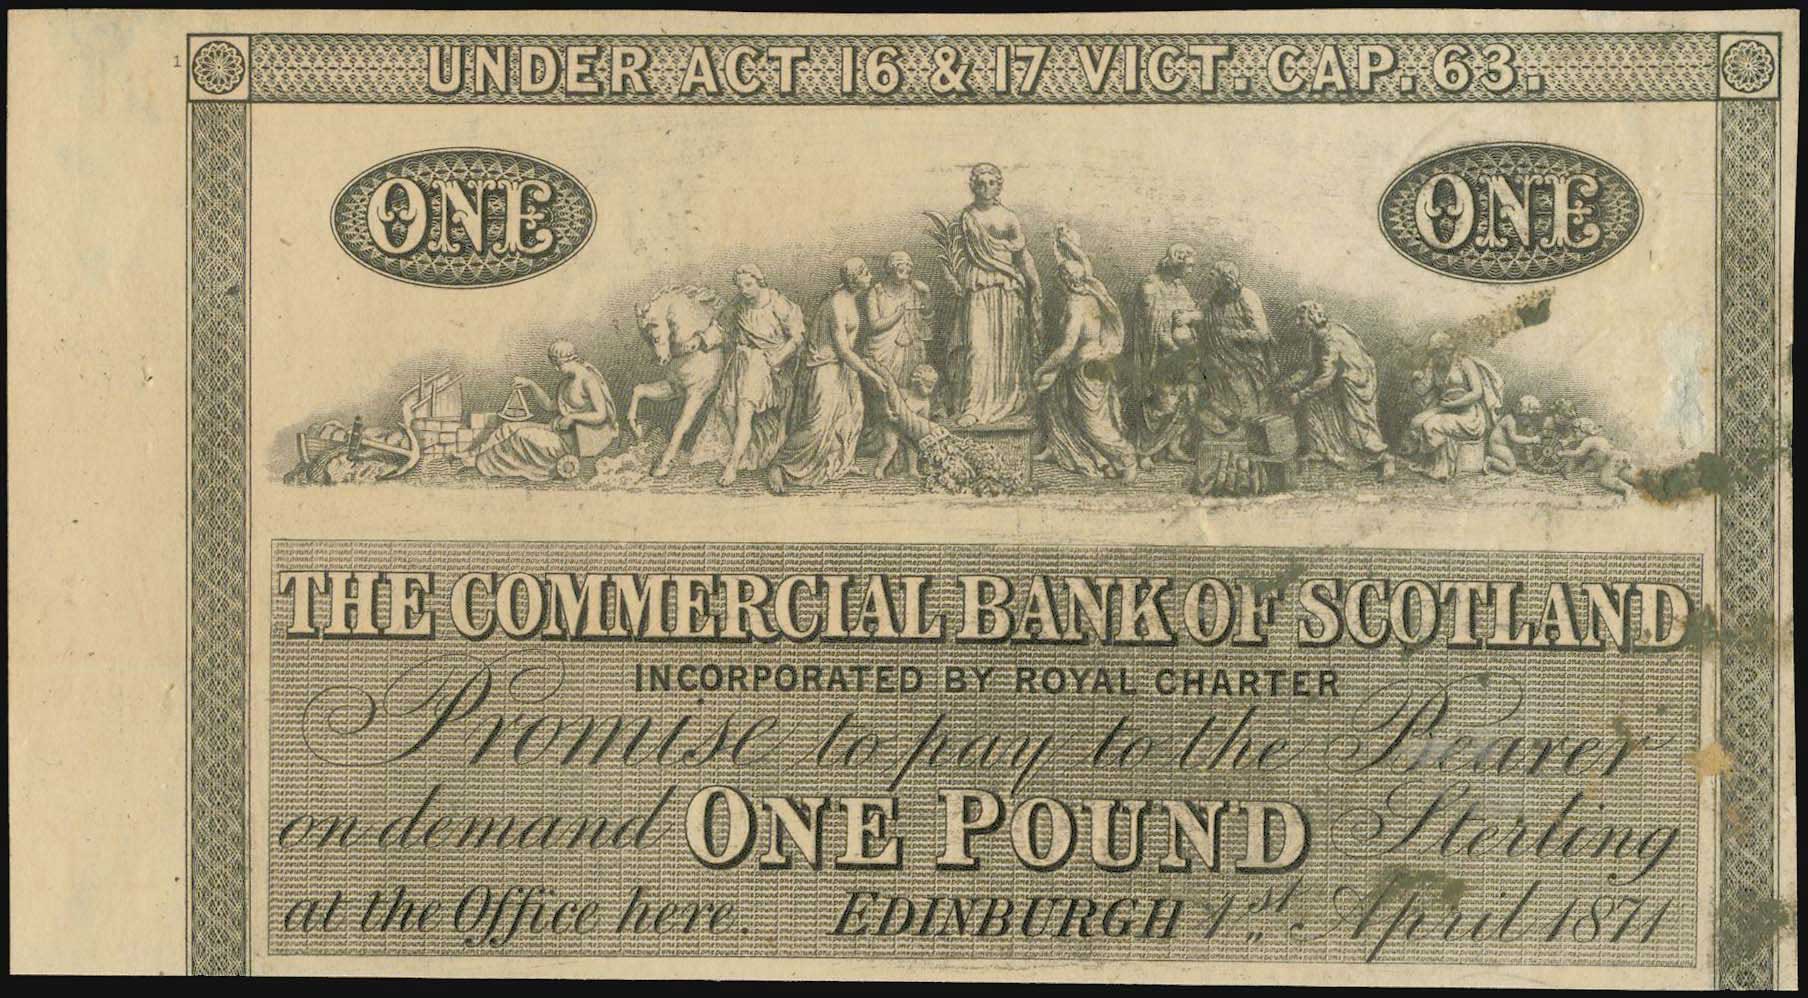 1
UNDER ACT 16 & 17 VICT. CAP. 63.
ONE
ONE
THE COMMERCIAL BANK OF SCOTLAND
INCORPORATED BY ROYAL CHARTER
Promise to pay to the Bearer
on demand ONE POUND Sterling
at the Office here. EDINBURGH 1st April 1871